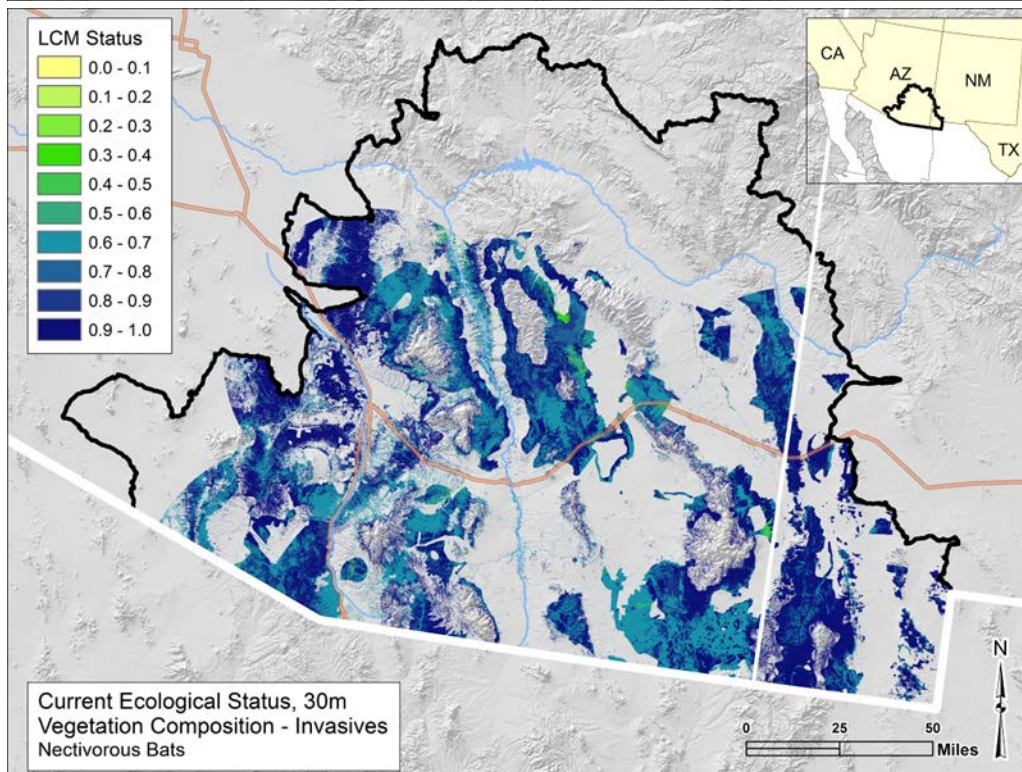 LCM Status
0.0 - 0.1
0.1 - 0.2
0.2 - 0.3
0.3 - 0.4
0.4 - 0.5
0.5 - 0.6
0.6 - 0.7
0.7 - 0.8
0.8 - 0.9
0.9 - 1.0
CA
AZ
NM
TX
Current Ecological Status, 30m
Vegetation Composition - Invasives
Nectivorous Bats
N
0 25 50
Miles